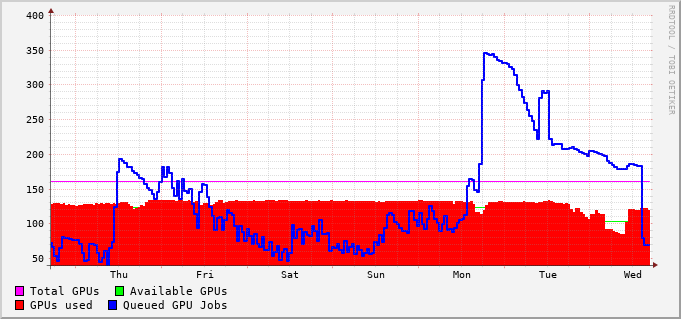 400
350
300
250
200
150
100
50
Thu Fri Sat Sun Mon Tue Wed
Total GPUs Available GPUs
GPUs used Queued GPU Jobs
RRDTOOL / TOBI OETIKER